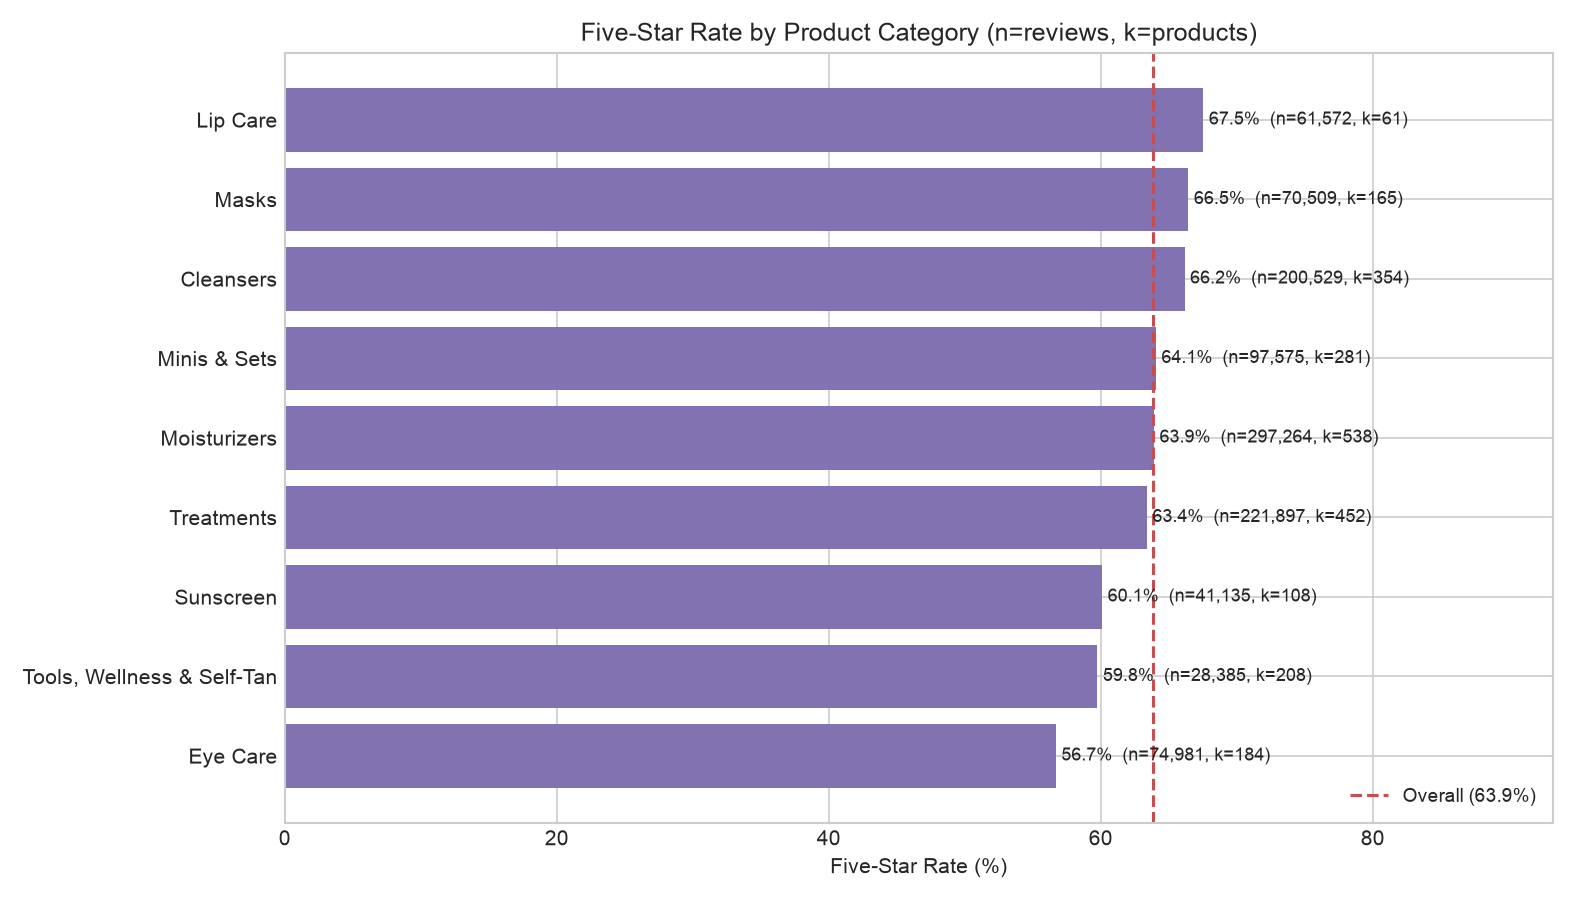 Five-Star Rate by Product Category (n=reviews, k=products)
Lip Care 67.5% (n=61,572, k=61)
Masks 66.5% (n=70,509, k=165)
Cleansers 66.2% (n=200,529, k=354)
Minis & Sets 64.1% (n=97,575, k=281)
Moisturizers 63.9% (n=297,264, k=538)
Treatments 63.4% (n=221,897, k=452)
Sunscreen 60.1% (n=41,135, k=108)
Tools, Wellness & Self-Tan 59.8% (n=28,385, k=208)
Eye Care 56.7% (n=74,981, k=184)
Overall (63.9%)
0 20 40 60 80
Five-Star Rate (%)